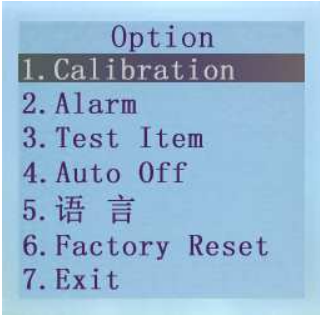 Option
1. Calibration
2. Alarm
3. Test Item
4. Auto Off
5. 语 言
6. Factory Reset
7. Exit